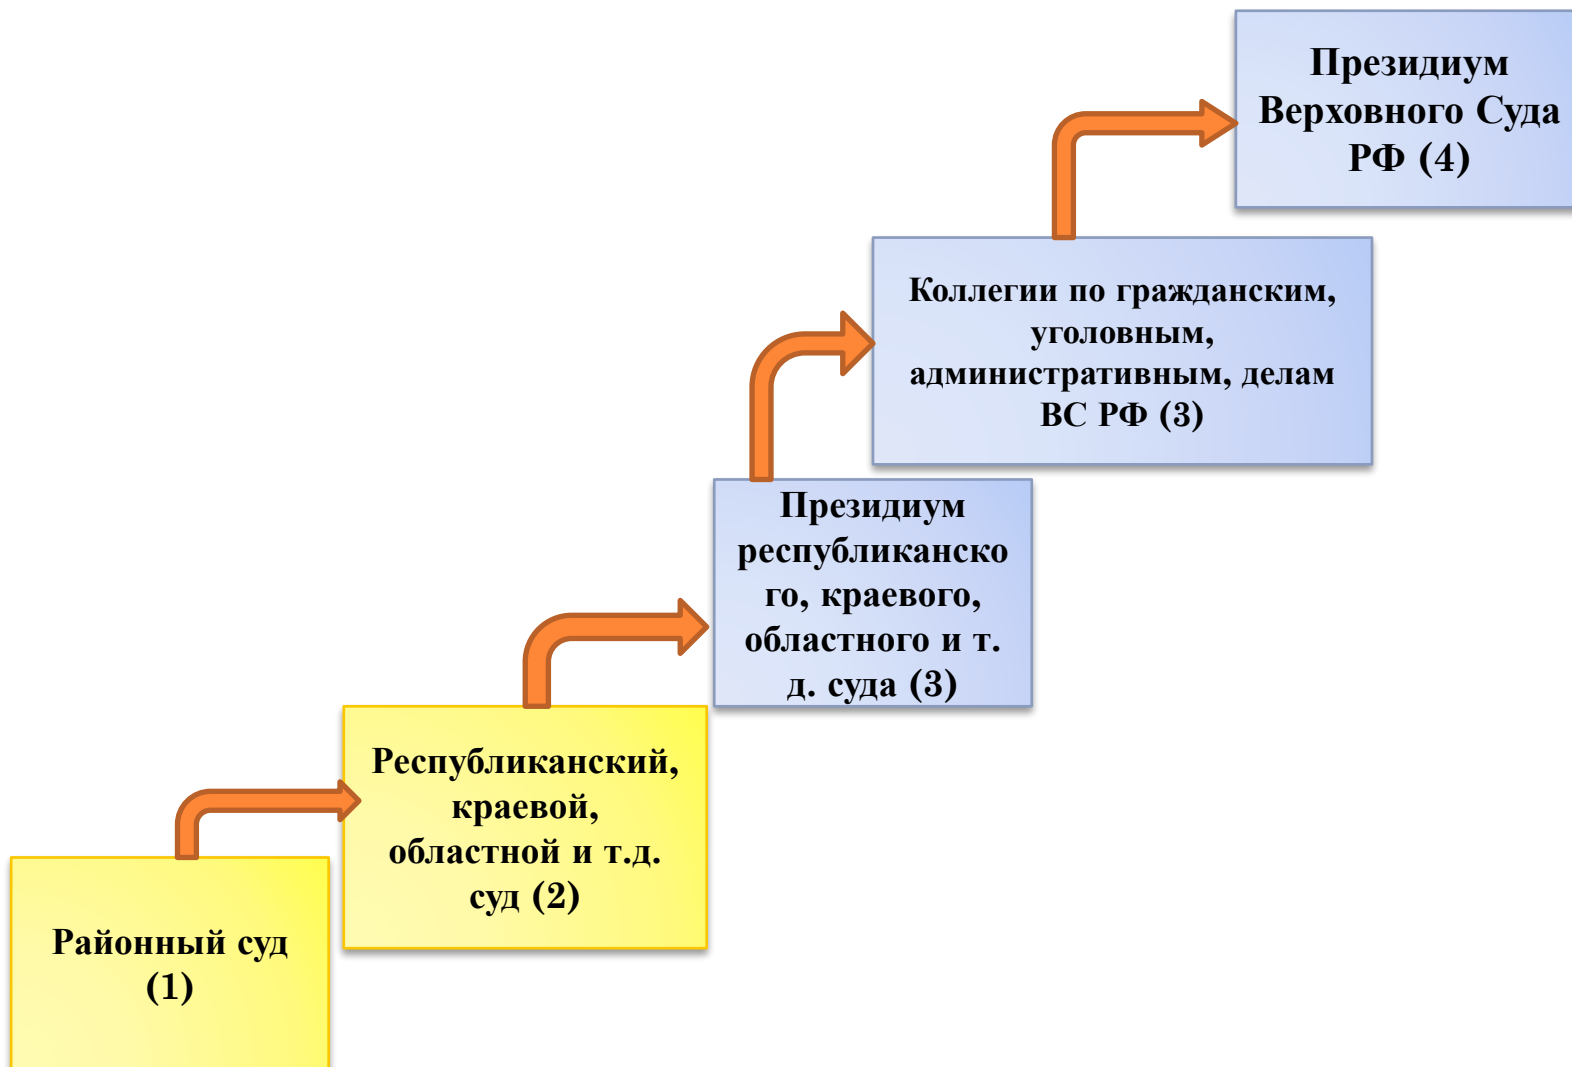 Президиум
Верховного Суда
РФ (4)
Коллегии по гражданским,
уголовным,
административным, делам
ВС РФ (3)
Президиум
республиканско
го, краевого,
областного и т.
д. суда (3)
Республиканский,
краевой,
областной и т.д.
суд (2)
Районный суд
(1)